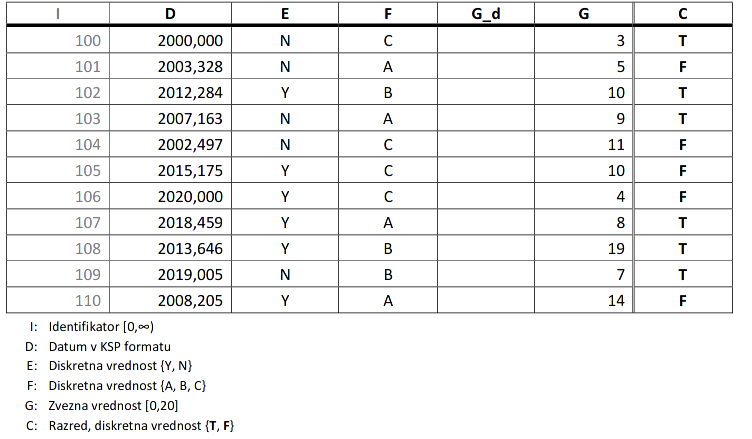 I D E F G_d G C
100 2000,000 N C 3 T
101 2003,328 N A 5 F
102 2012,284 Y B 10 T
103 2007,163 N A 9 T
104 2002,497 N C 11 F
105 2015,175 Y C 10 F
106 2020,000 Y C 4 F
107 2018,459 Y A 8 T
108 2013,646 Y B 19 T
109 2019,005 N B 7 T
110 2008,205 Y A 14 F
I: Identifikator [0,∞)
D: Datum v KSP formatu
E: Diskretna vrednost {Y, N}
F: Diskretna vrednost {A, B, C}
G: Zvezna vrednost [0,20]
C: Razred, diskretna vrednost {T, F}